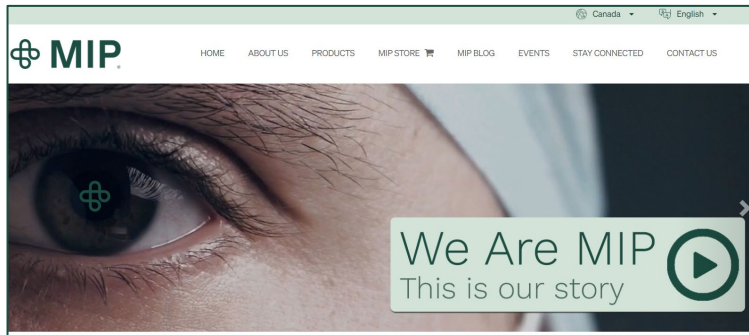 Canada English
MIP
HOME ABOUT US PRODUCTS MIP STORE MIP BLOG EVENTS STAY CONNECTED CONTACT US
We Are MIP
This is our story